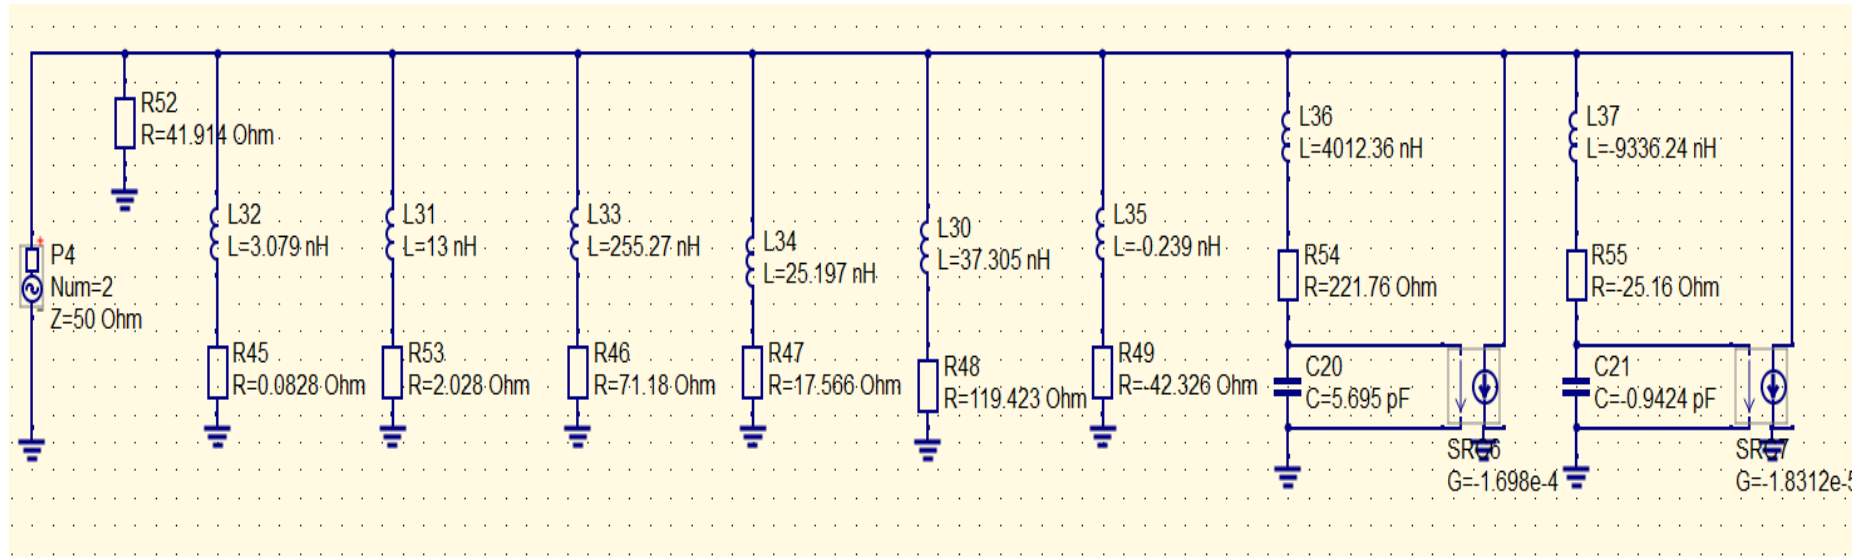 R52
R=41.914 Ohm
P4
Num=2
Z=50 Ohm
L32
L=3.079 nH
R45
R=0.0828 Ohm
L31
L=13 nH
R53
R=2.028 Ohm
L33
L=255.27 nH
R46
R=71.18 Ohm
L34
L=25.197 nH
R47
R=17.566 Ohm
L30
L=37.305 nH
R48
R=119.423 Ohm
L35
L=-0.239 nH
R49
R=-42.326 Ohm
L36
L=4012.36 nH
R54
R=221.76 Ohm
C20
C=5.695 pF
SRC6
G=-1.698e-4
L37
L=-9336.24 nH
R55
R=-25.16 Ohm
C21
C=-0.9424 pF
SRC7
G=-1.8312e-5